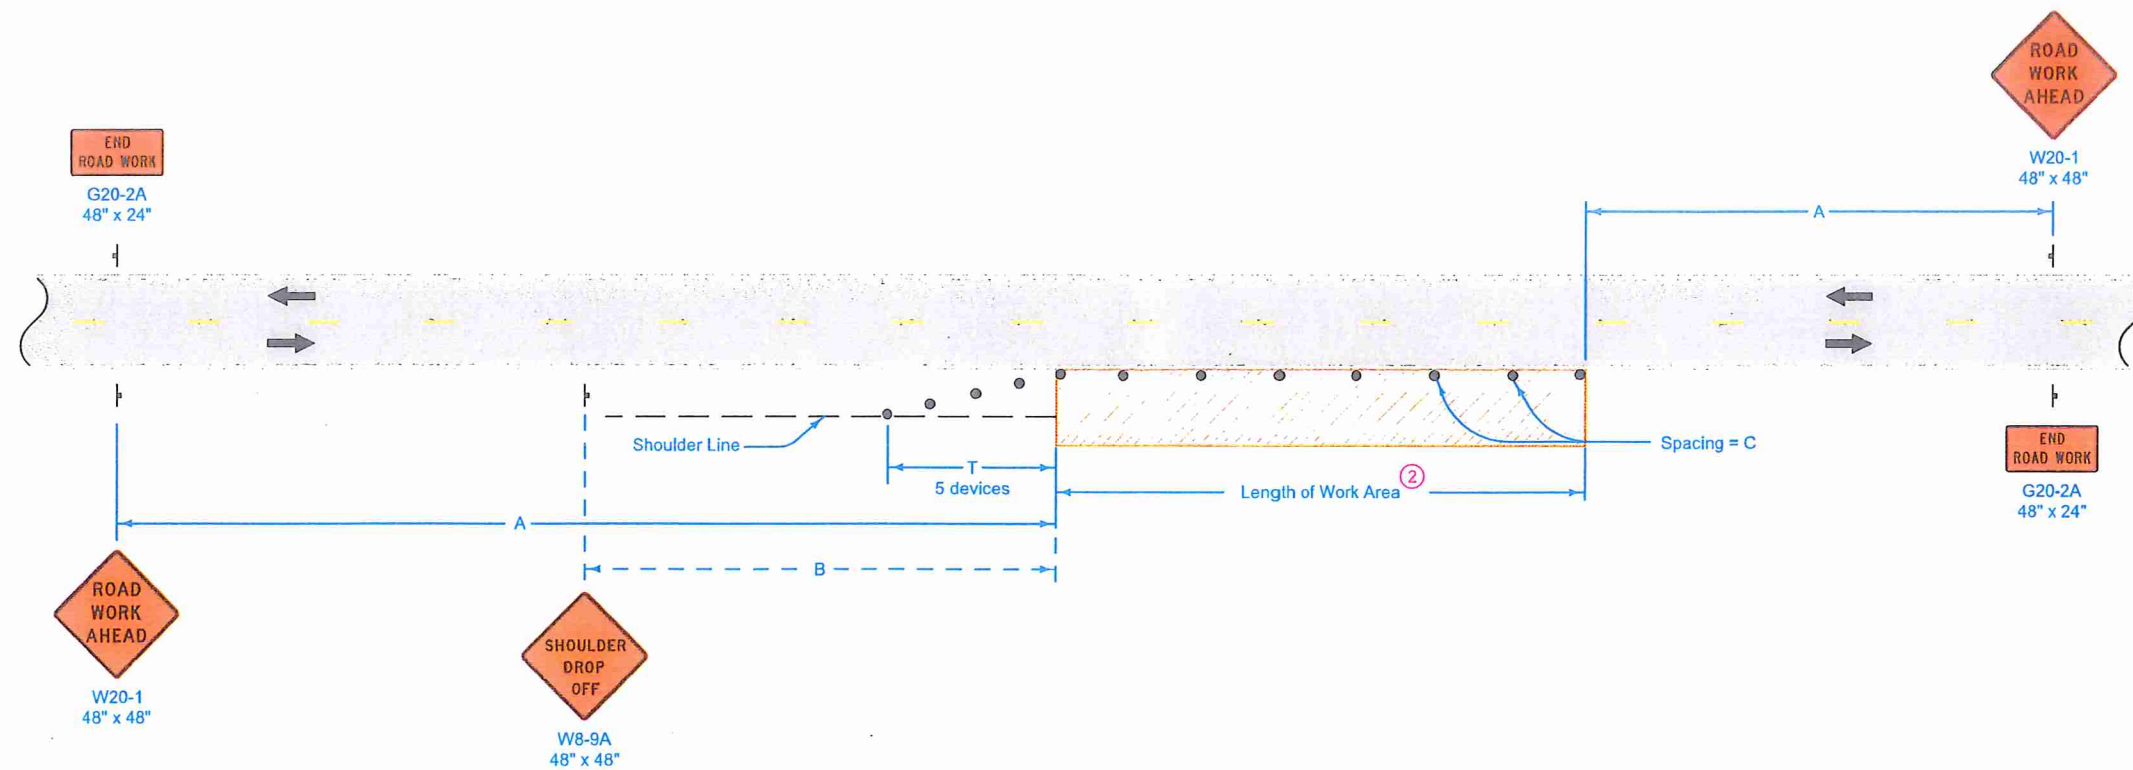 ROAD
WORK
AHEAD
W20-1
48" x 48"
END
ROAD WORK
G20-2A
48" x 24"
A
Shoulder Line
T
5 devices
Spacing = C
Length of Work Area ②
A
B
END
ROAD WORK
G20-2A
48" x 24"
ROAD
WORK
AHEAD
W20-1
48" x 48"
SHOULDER
DROP
OFF
W8-9A
48" x 48"